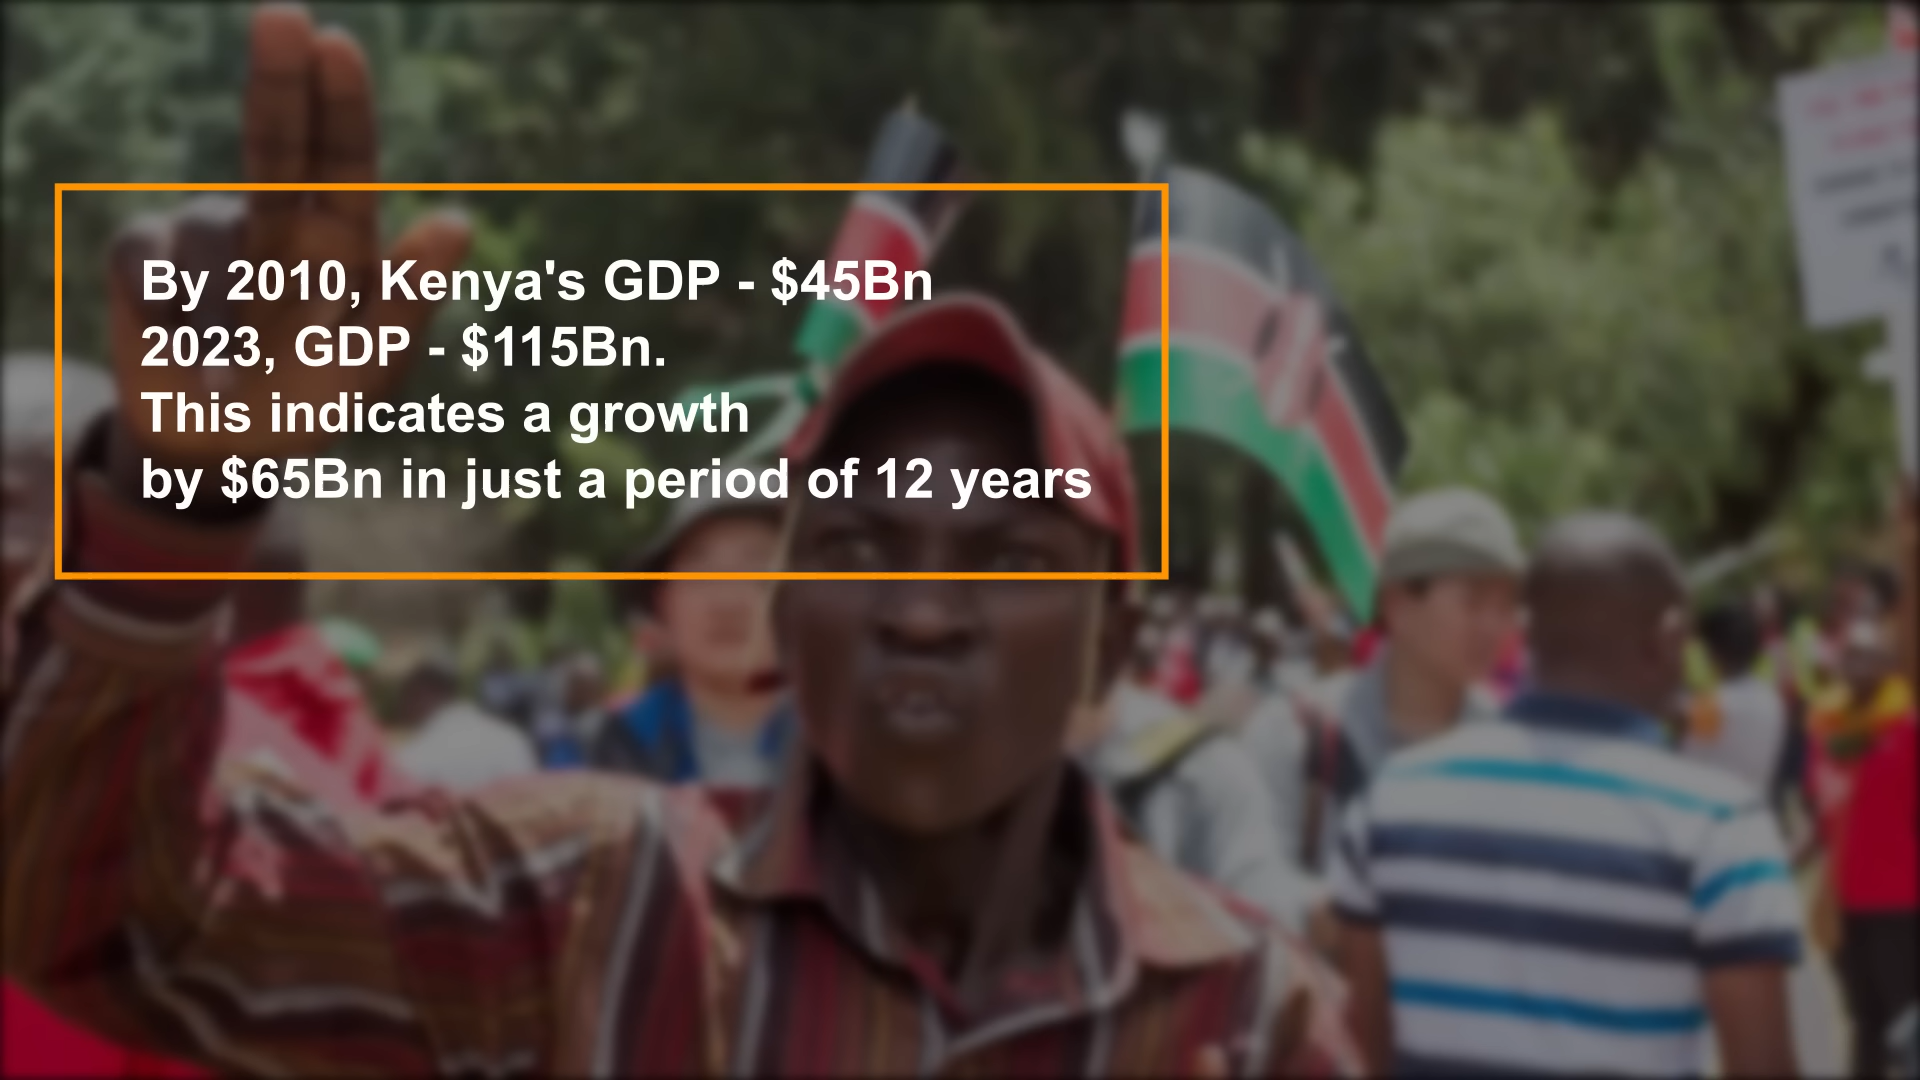 By 2010, Kenya's GDP - $45Bn
2023, GDP - $115Bn.
This indicates a growth
by $65Bn in just a period of 12 years